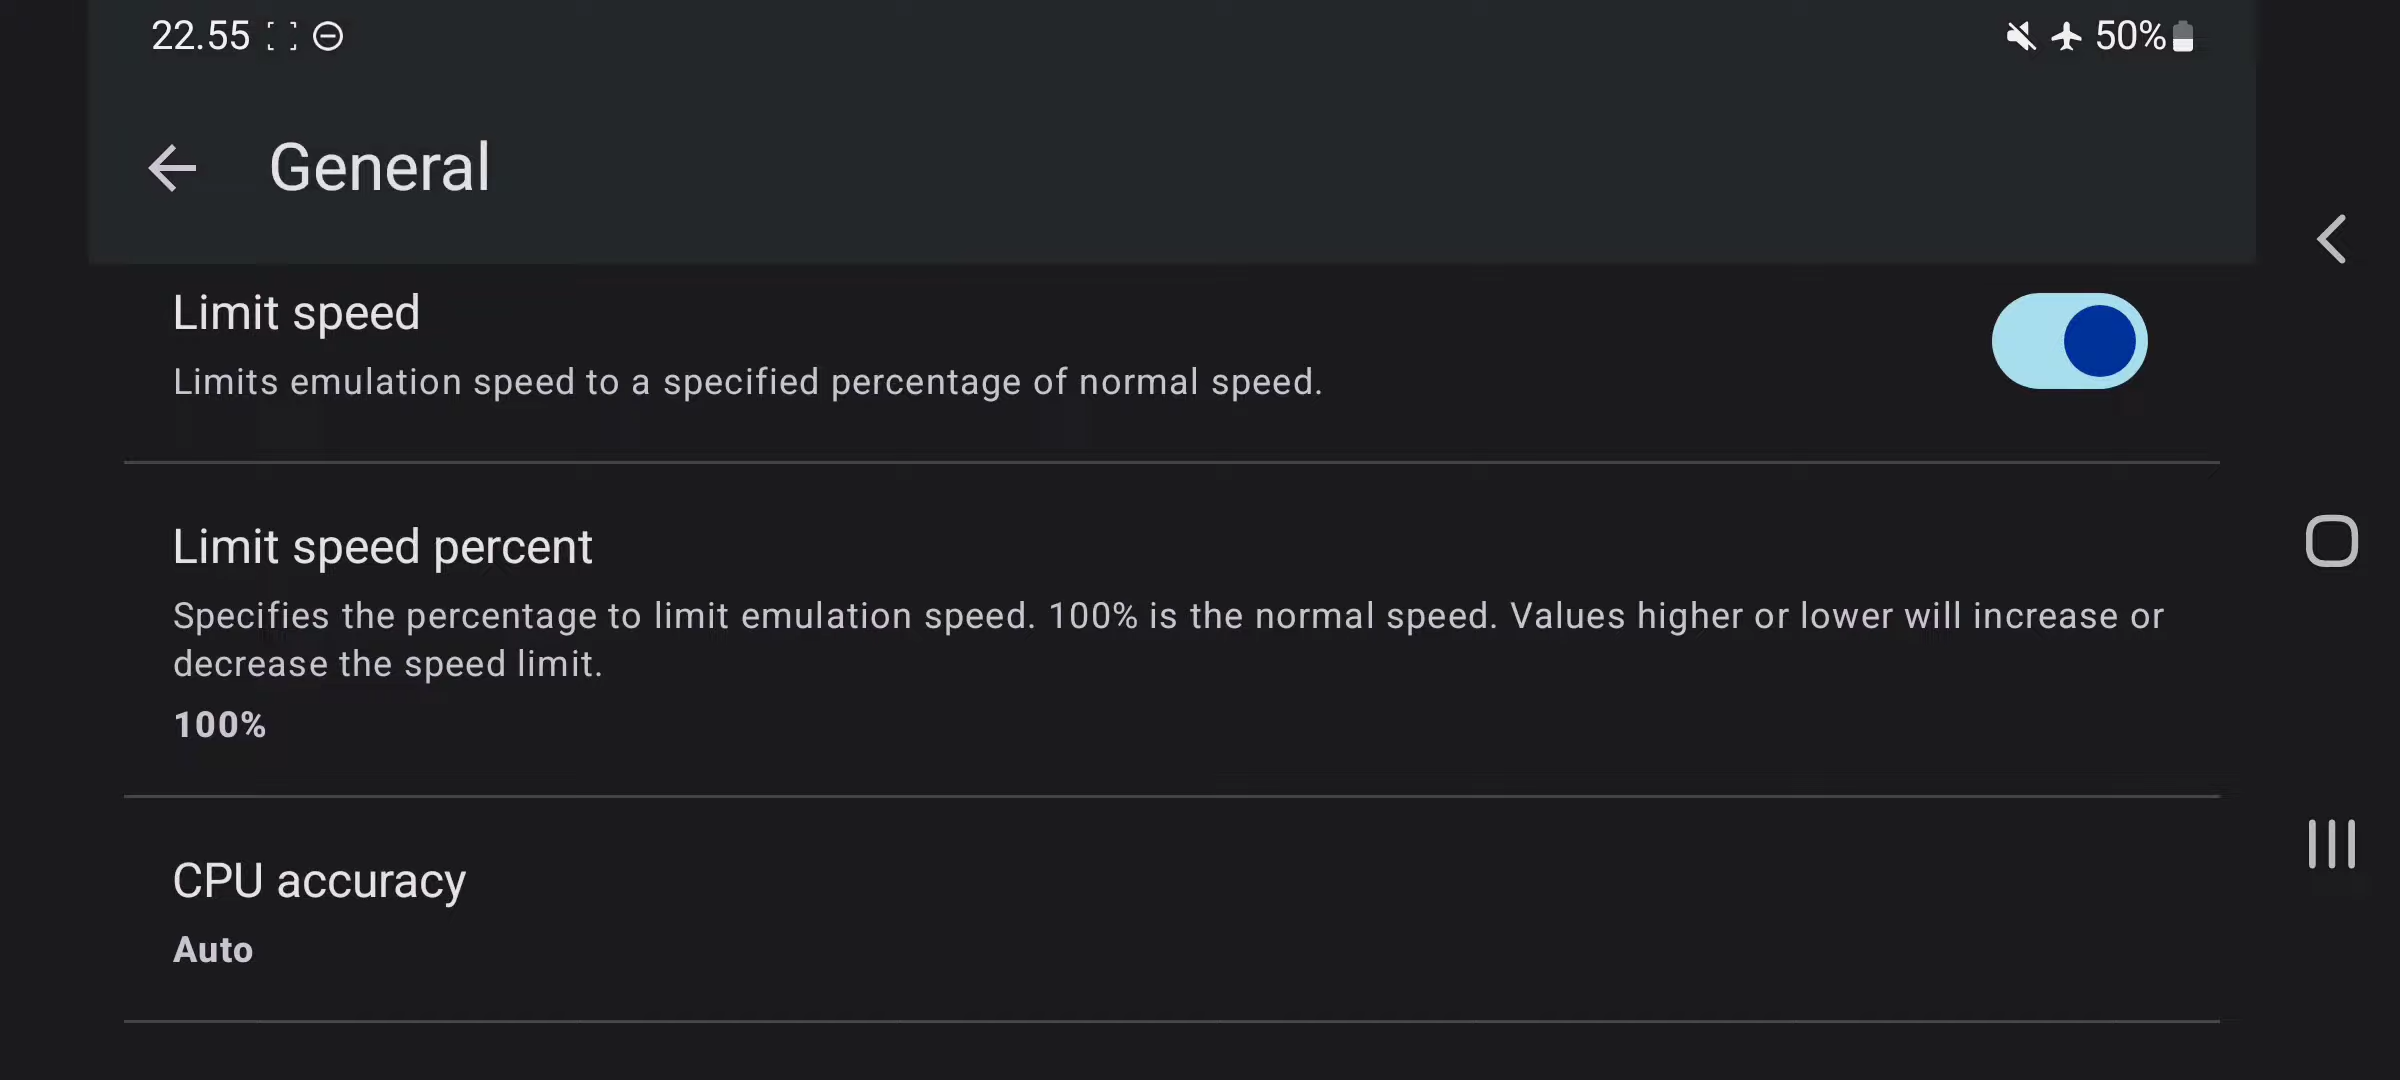 22.55
50%
General
Limit speed
Limits emulation speed to a specified percentage of normal speed.
Limit speed percent
Specifies the percentage to limit emulation speed. 100% is the normal speed. Values higher or lower will increase or
decrease the speed limit.
100%
CPU accuracy
Auto